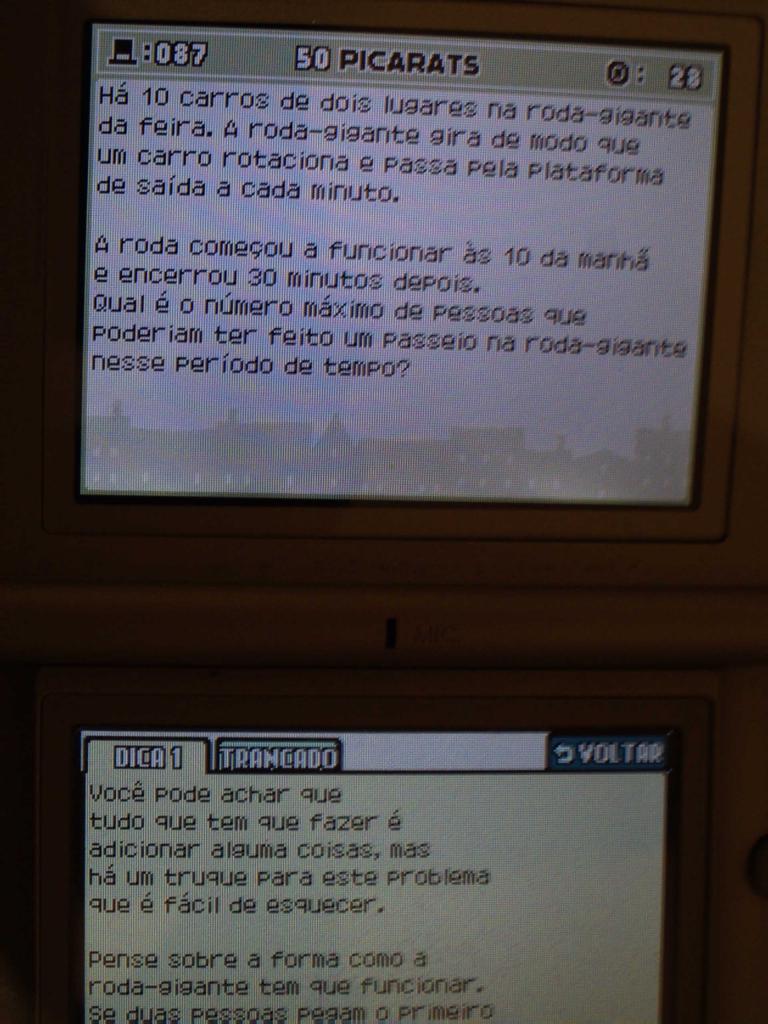 :087 50 PICARATS : 28
Há 10 carros de dois lugares na roda-gigante
da feira. A roda-gigante gira de modo que
um carro rotaciona e passa pela plataforma
de saída a cada minuto.
A roda começou a funcionar às 10 da manhã
e encerrou 30 minutos depois.
Qual é o número máximo de pessoas que
poderiam ter feito um passeio na roda-gigante
nesse período de tempo?
MIC.
DICA 1 TRANCADO VOLTAR
Você pode achar que
tudo que tem que fazer é
adicionar alguma coisas, mas
há um truque para este problema
que é fácil de esquecer.
Pense sobre a forma como a
roda-gigante tem que funcionar.
Se duas pessoas pegam o primeiro